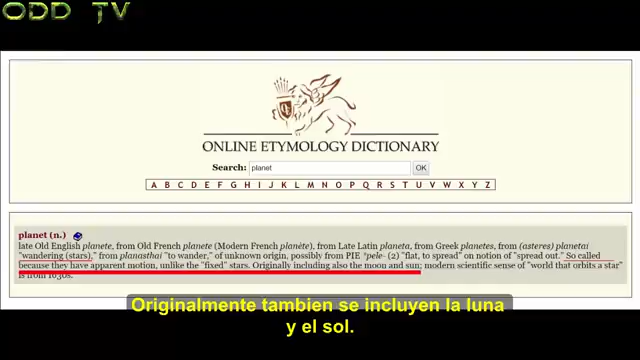 ODD TV
ONLINE ETYMOLOGY DICTIONARY
Search: planet OK
A B C D E F G H I J K L M N O P Q R S T U V W X Y Z
planet (n.)
late Old English planete, from Old French planete (Modern French planète), from Late Latin planeta, from Greek planetes, from (asteres) planetai
"wandering (stars)," from planasthai "to wander," of unknown origin, possibly from PIE *pele- (2) "flat, to spread" on notion of "spread out." So called
because they have apparent motion, unlike the "fixed" stars. Originally including also the moon and sun; modern scientific sense of "world that orbits a star"
is from 1630s.
Originalmente tambien se incluyen la luna
y el sol.